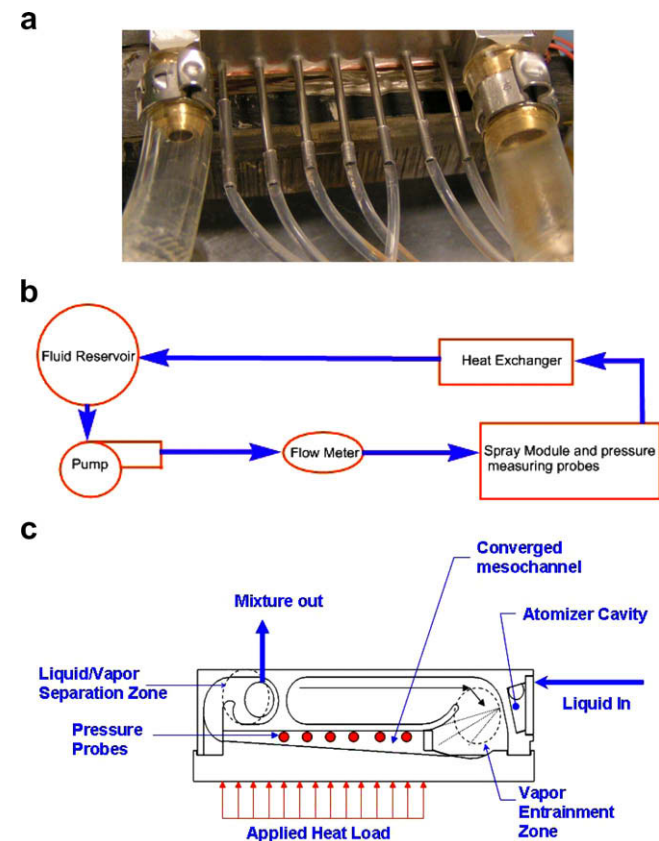 a
b
Fluid Reservoir
Heat Exchanger
Pump
Flow Meter
Spray Module and pressure
measuring probes
c
Converged
mesochannel
Mixture out
Atomizer Cavity
Liquid/Vapor
Separation Zone
Liquid In
Pressure
Probes
Vapor
Entrainment
Zone
Applied Heat Load